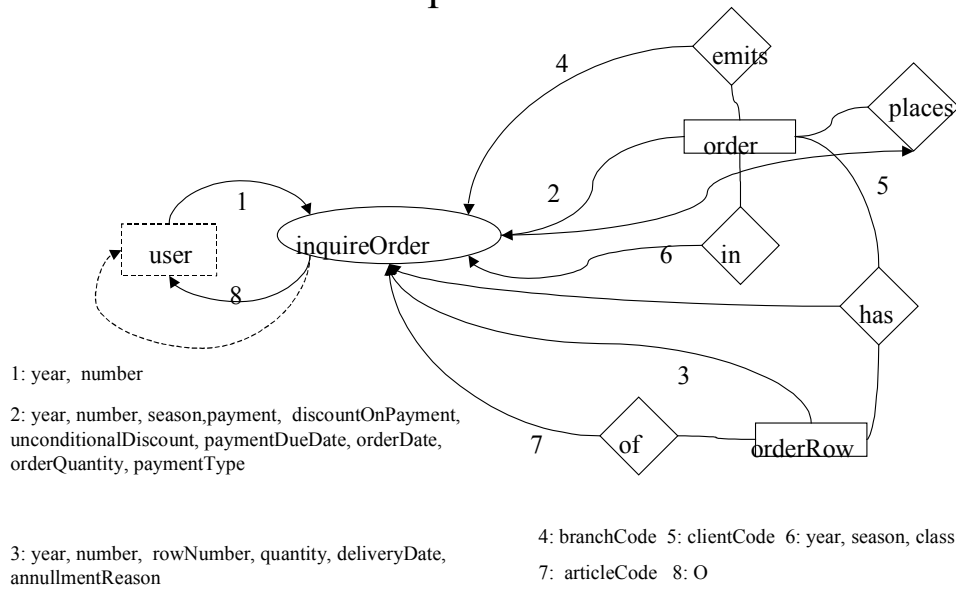 emits
4
places
order
5
2
1
inquireOrder
user
6
in
8
has
1: year, number
3
2: year, number, season,payment, discountOnPayment,
unconditionalDiscount, paymentDueDate, orderDate,
orderQuantity, paymentType
7
of
orderRow
3: year, number, rowNumber, quantity, deliveryDate,
annullmentReason
4: branchCode 5: clientCode 6: year, season, class
7: articleCode 8: O